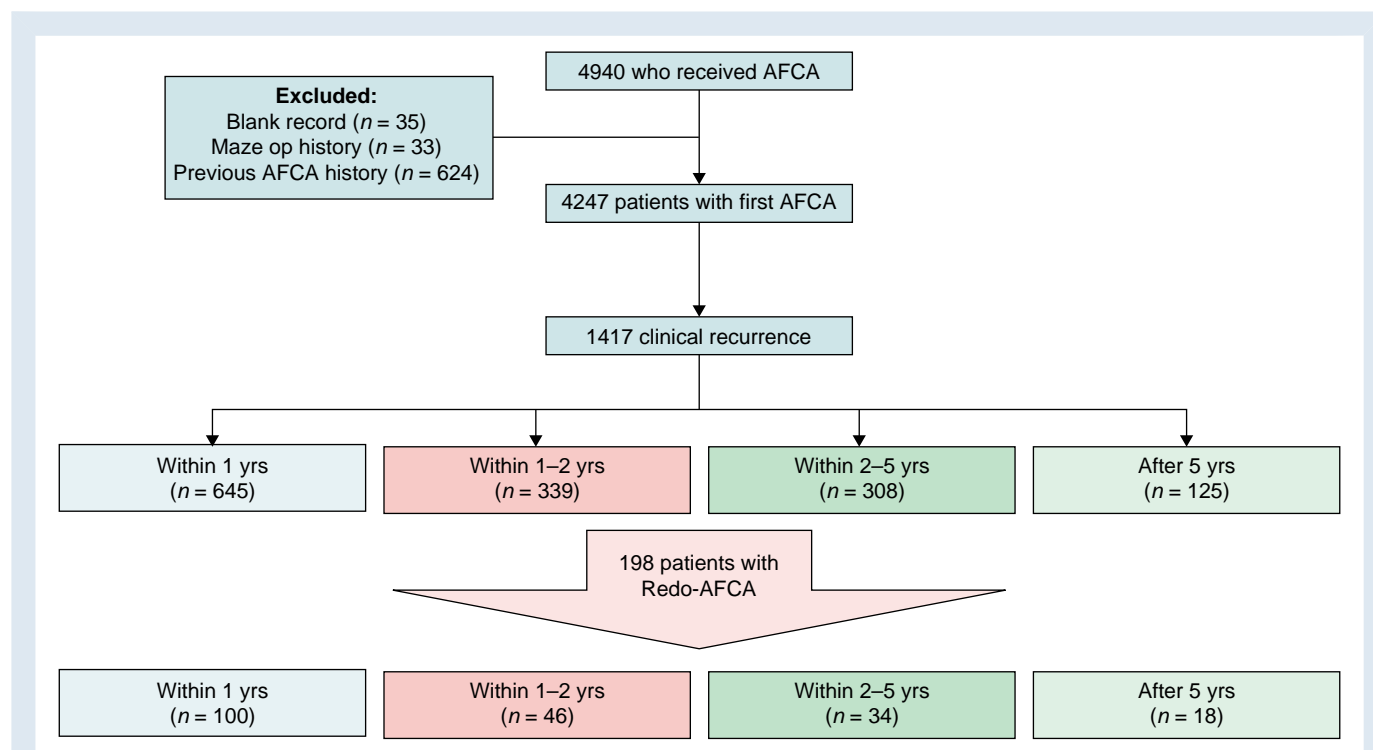 4940 who received AFCA
Excluded:
Blank record (n = 35)
Maze op history (n = 33)
Previous AFCA history (n = 624)
4247 patients with first AFCA
1417 clinical recurrence
Within 1 yrs
(n = 645)
Within 1–2 yrs
(n = 339)
Within 2–5 yrs
(n = 308)
After 5 yrs
(n = 125)
198 patients with
Redo-AFCA
Within 1 yrs
(n = 100)
Within 1–2 yrs
(n = 46)
Within 2–5 yrs
(n = 34)
After 5 yrs
(n = 18)